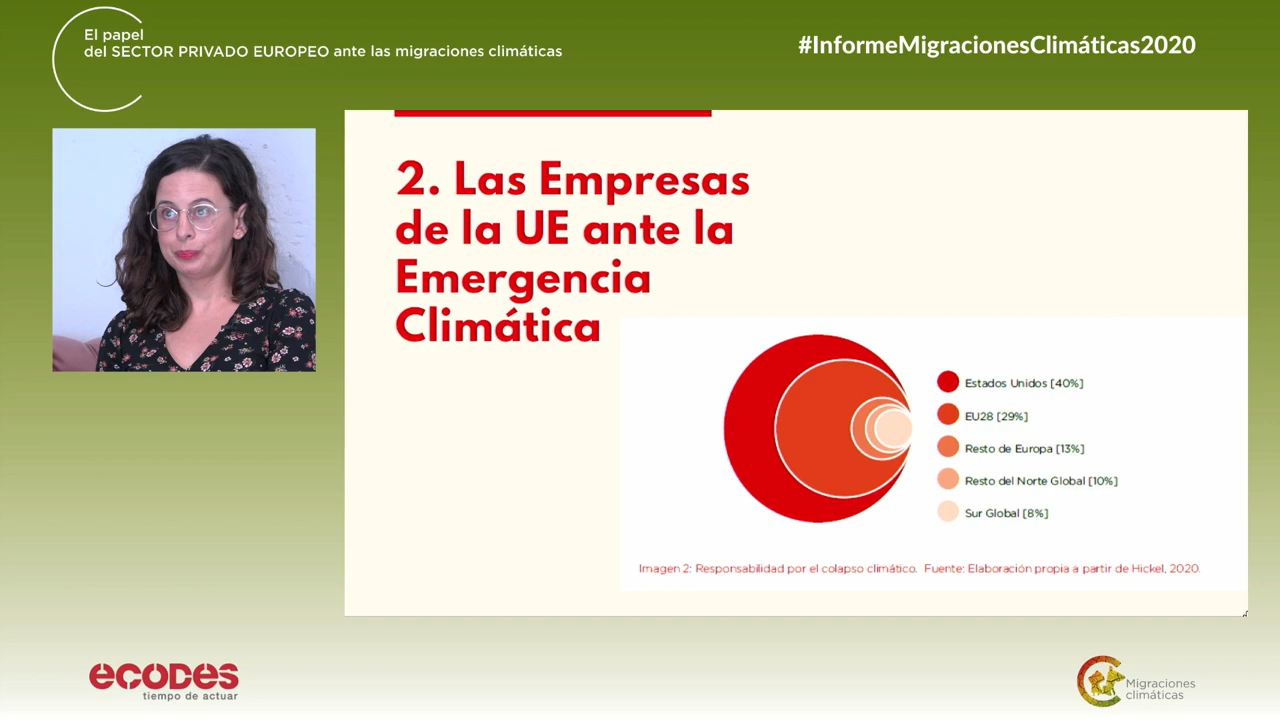 El papel
del SECTOR PRIVADO EUROPEO ante las migraciones climáticas
#InformeMigracionesClimáticas2020
2. Las Empresas
de la UE ante la
Emergencia
Climática
Estados Unidos [40%]
EU28 [29%]
Resto de Europa [13%]
Resto del Norte Global [10%]
Sur Global [8%]
Imagen 2: Responsabilidad por el colapso climático. Fuente: Elaboración propia a partir de Hickel, 2020.
ecodes
tiempo de actuar
Migraciones
climáticas